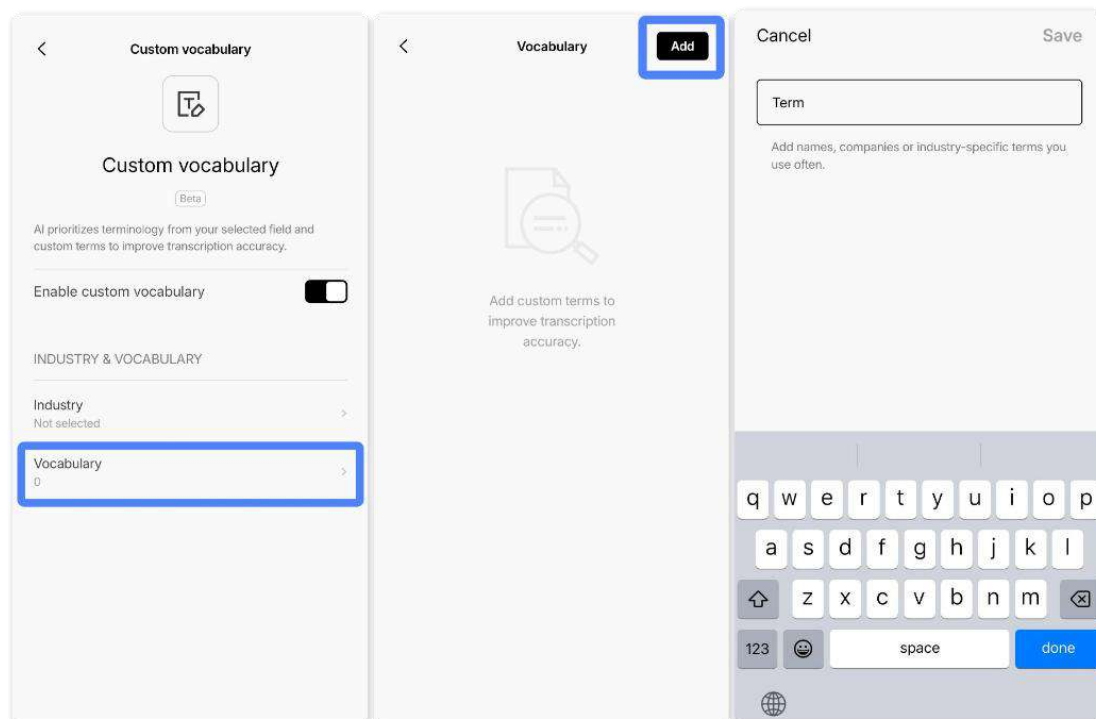 Custom vocabulary
Custom vocabulary
Beta
AI prioritizes terminology from your selected field and
custom terms to improve transcription accuracy.
Enable custom vocabulary
INDUSTRY & VOCABULARY
Industry
Not selected
Vocabulary
0
Vocabulary
Add
Add custom terms to
improve transcription
accuracy.
Cancel
Save
Term
Add names, companies or industry-specific terms you
use often.
q w e r t y u i o p
a s d f g h j k l
z x c v b n m
123 space done